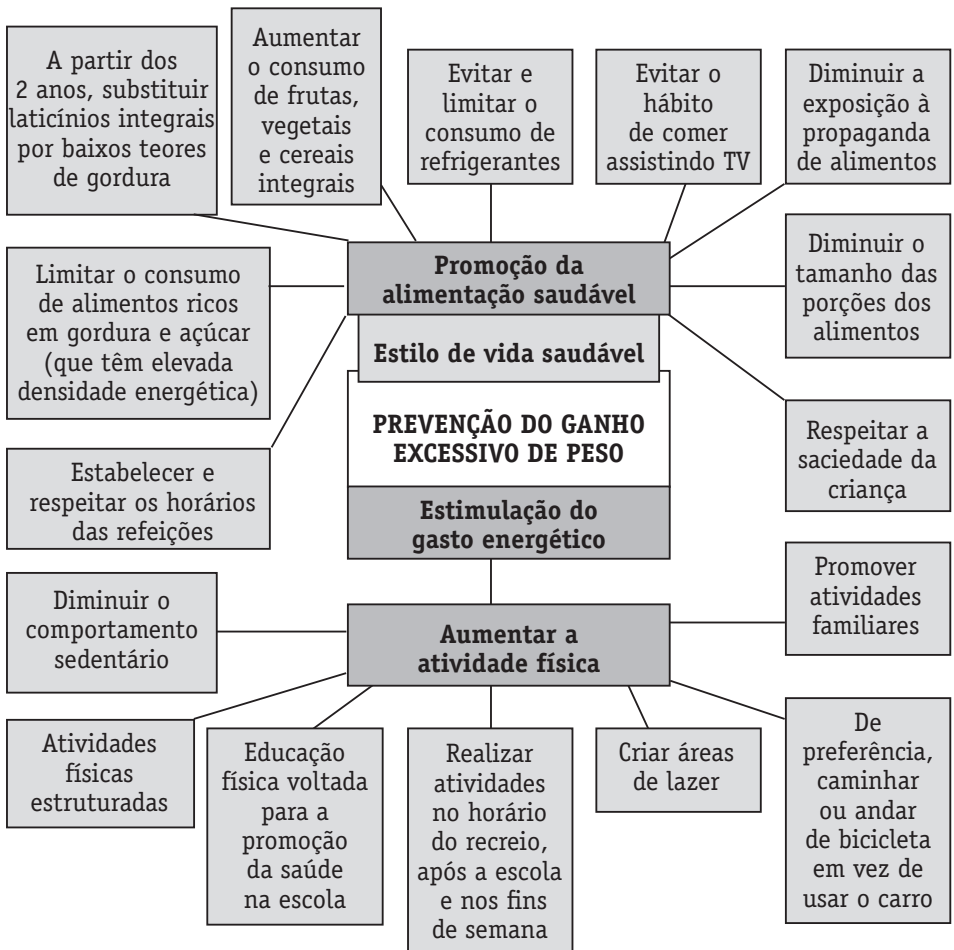 A partir dos
2 anos, substituir
laticínios integrais
por baixos teores
de gordura
Aumentar
o consumo
de frutas,
vegetais
e cereais
integrais
Evitar e
limitar o
consumo de
refrigerantes
Evitar o
hábito
de comer
assistindo TV
Diminuir a
exposição à
propaganda
de alimentos
Limitar o consumo
de alimentos ricos
em gordura e açúcar
(que têm elevada
densidade energética)
Promoção da
alimentação saudável
Diminuir o
tamanho das
porções dos
alimentos
Estilo de vida saudável
PREVENÇÃO DO GANHO
EXCESSIVO DE PESO
Estabelecer e
respeitar os horários
das refeições
Respeitar a
saciedade da
criança
Estimulação do
gasto energético
Diminuir o
comportamento
sedentário
Aumentar a
atividade física
Promover
atividades
familiares
Atividades
físicas
estruturadas
Educação
física voltada
para a
promoção
da saúde
na escola
Realizar
atividades
no horário
do recreio,
após a escola
e nos fins
de semana
Criar áreas
de lazer
De
preferência,
caminhar
ou andar
de bicicleta
em vez de
usar o carro